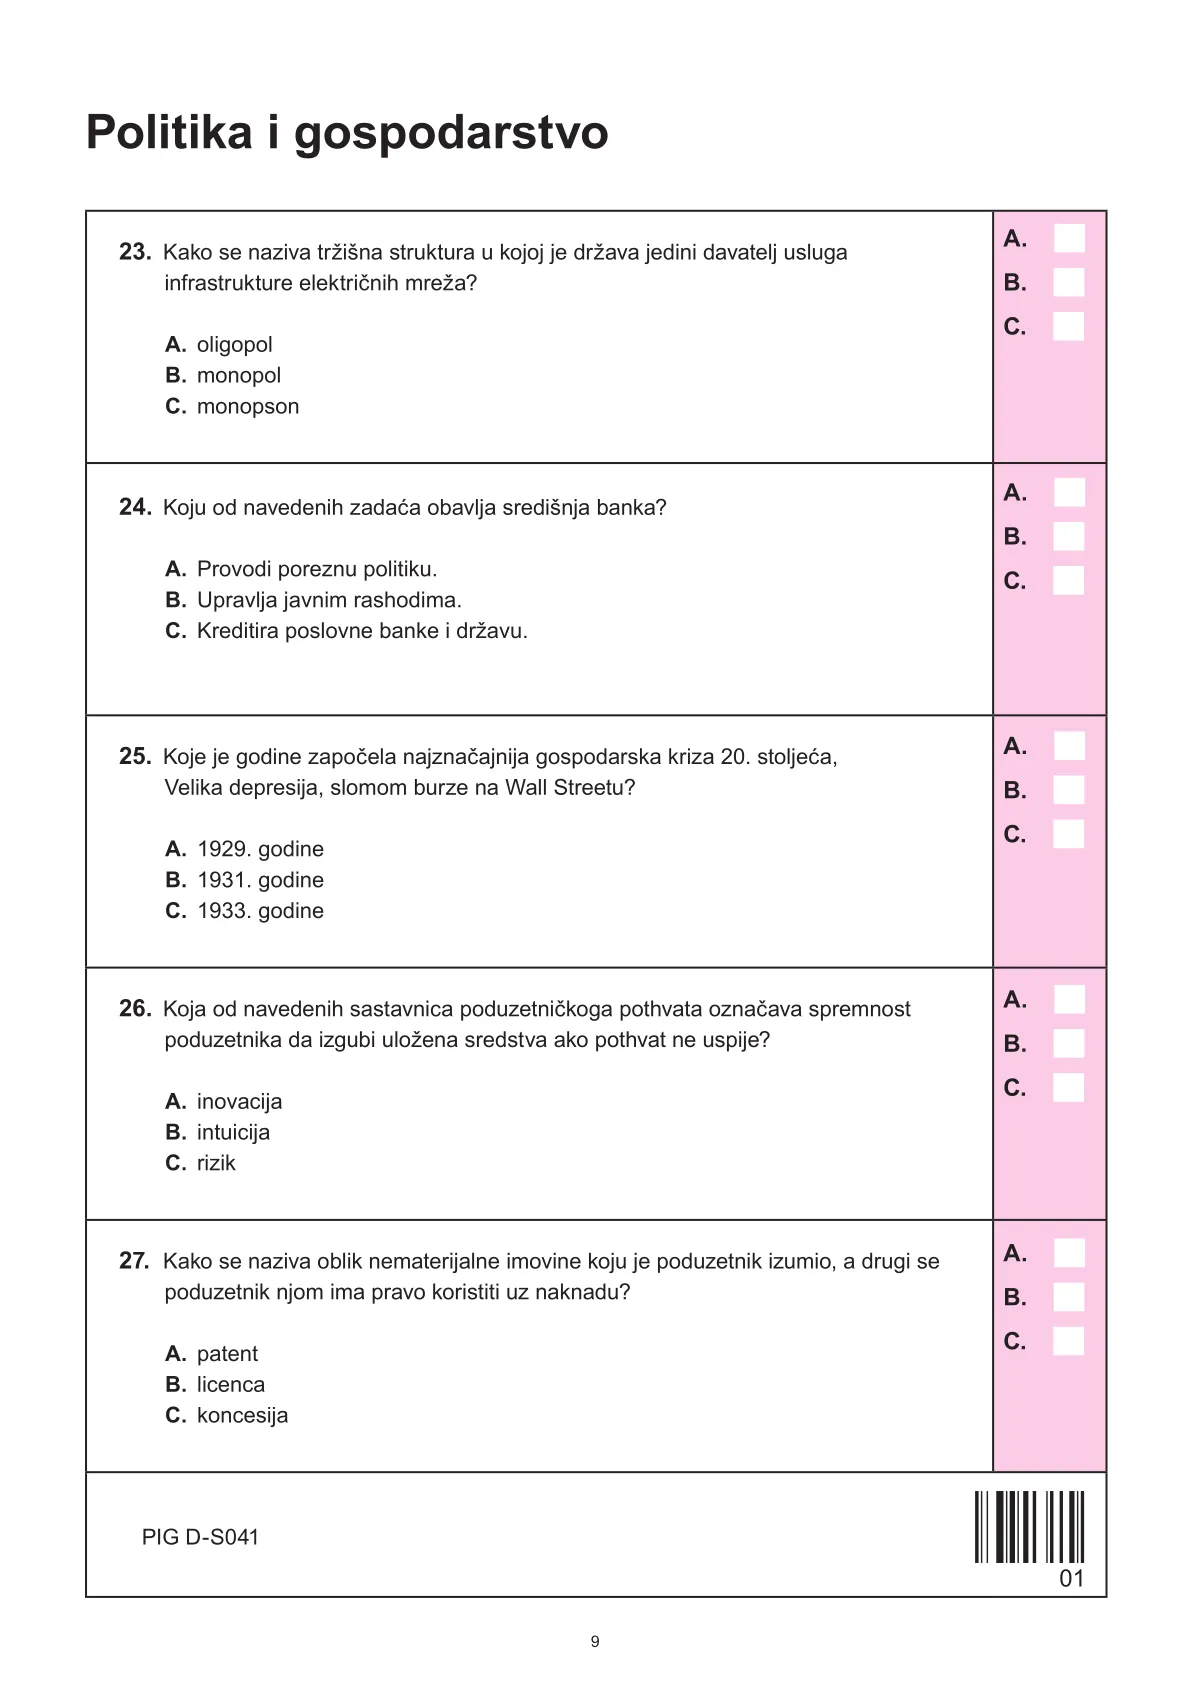 Politika i gospodarstvo
23. Kako se naziva tržišna struktura u kojoj je država jedini davatelj usluga
infrastrukture električnih mreža?
A. oligopol
B. monopol
C. monopson
A.
B.
C.
24. Koju od navedenih zadaća obavlja središnja banka?
A. Provodi poreznu politiku.
B. Upravlja javnim rashodima.
C. Kreditira poslovne banke i državu.
A.
B.
C.
25. Koje je godine započela najznačajnija gospodarska kriza 20. stoljeća,
Velika depresija, slomom burze na Wall Streetu?
A. 1929. godine
B. 1931. godine
C. 1933. godine
A.
B.
C.
26. Koja od navedenih sastavnica poduzetničkoga pothvata označava spremnost
poduzetnika da izgubi uložena sredstva ako pothvat ne uspije?
A. inovacija
B. intuicija
C. rizik
A.
B.
C.
27. Kako se naziva oblik nematerijalne imovine koju je poduzetnik izumio, a drugi se
poduzetnik njom ima pravo koristiti uz naknadu?
A. patent
B. licenca
C. koncesija
A.
B.
C.
PIG D-S041
01
9